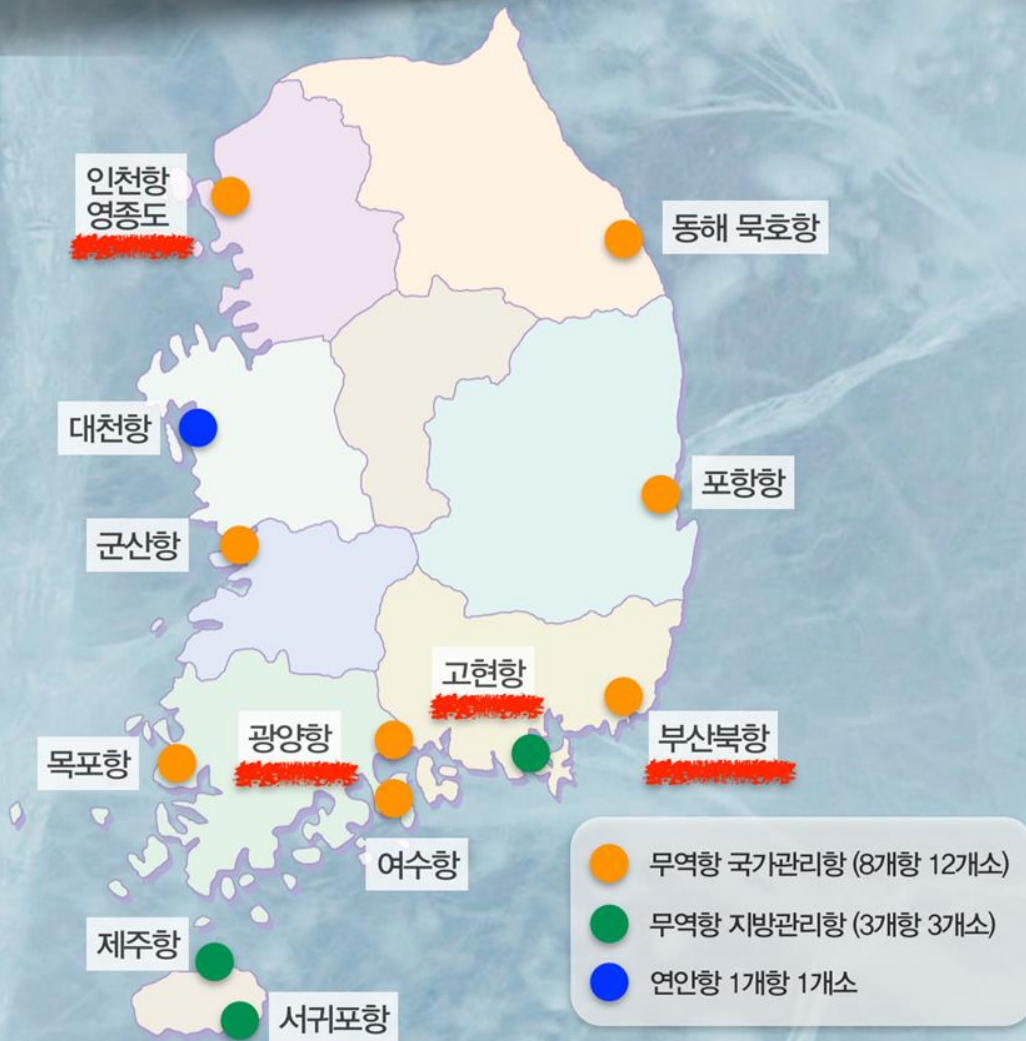 인천항
영종도
동해 묵호항
대천항
포항항
군산항
고현항
광양항
부산북항
목포항
여수항
제주항
서귀포항
무역항 국가관리항 (8개항 12개소)
무역항 지방관리항 (3개항 3개소)
연안항 1개항 1개소